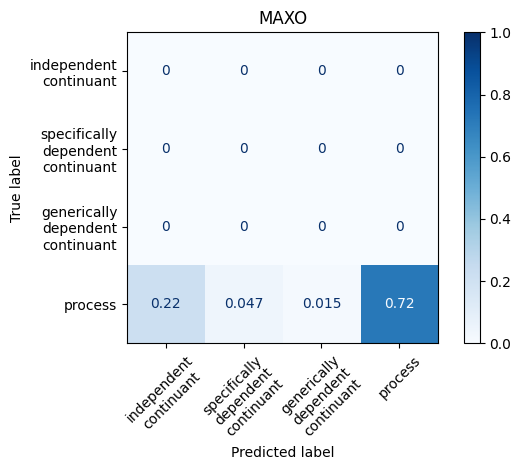 MAXO
True label
independent
continuant
0 0 0 0
specifically
dependent
continuant
0 0 0 0
generically
dependent
continuant
0 0 0 0
process
0.22 0.047 0.015 0.72
independent
continuant
specifically
dependent
continuant
generically
dependent
continuant
process
Predicted label
1.0
0.8
0.6
0.4
0.2
0.0